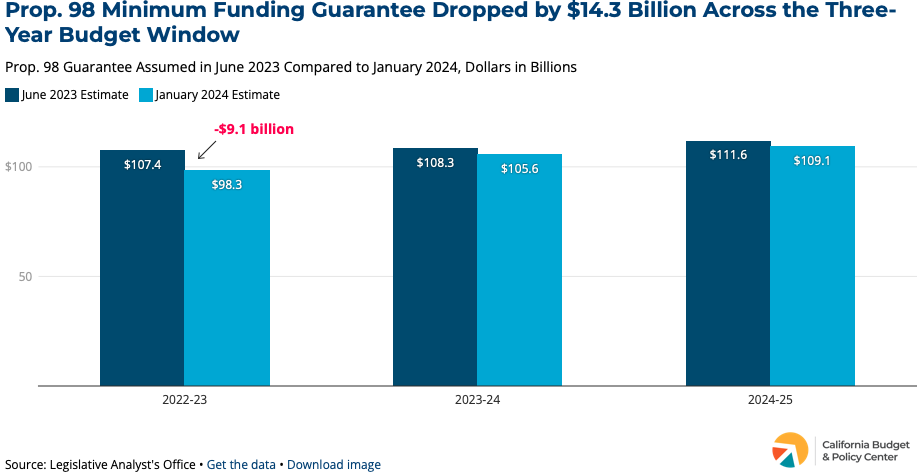 Prop. 98 Minimum Funding Guarantee Dropped by $14.3 Billion Across the Three-
Year Budget Window
Prop. 98 Guarantee Assumed in June 2023 Compared to January 2024, Dollars in Billions
June 2023 Estimate January 2024 Estimate
-$9.1 billion
$100
50
$107.4
$98.3
$108.3
$105.6
$111.6
$109.1
2022-23
2023-24
2024-25
Source: Legislative Analyst's Office • Get the data • Download image
California Budget
& Policy Center